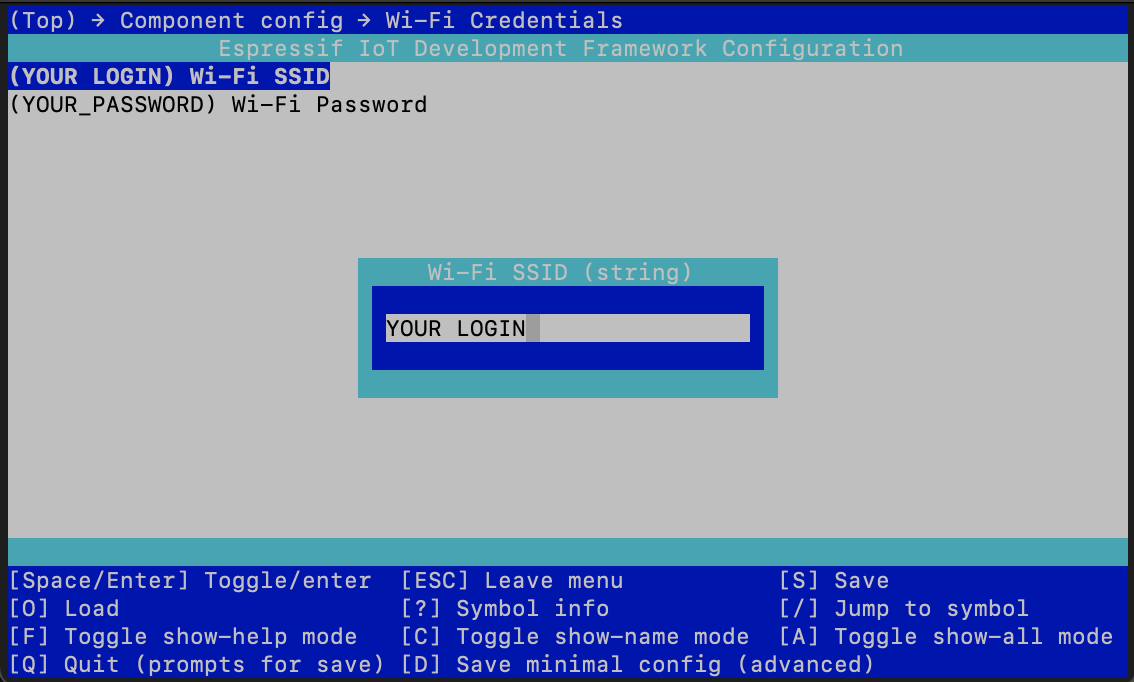 (Top) → Component config → Wi-Fi Credentials
Espressif IoT Development Framework Configuration
(YOUR LOGIN) Wi-Fi SSID
(YOUR_PASSWORD) Wi-Fi Password
Wi-Fi SSID (string)
YOUR LOGIN
[Space/Enter] Toggle/enter [ESC] Leave menu [S] Save
[O] Load [?] Symbol info [/] Jump to symbol
[F] Toggle show-help mode [C] Toggle show-name mode [A] Toggle show-all mode
[Q] Quit (prompts for save) [D] Save minimal config (advanced)